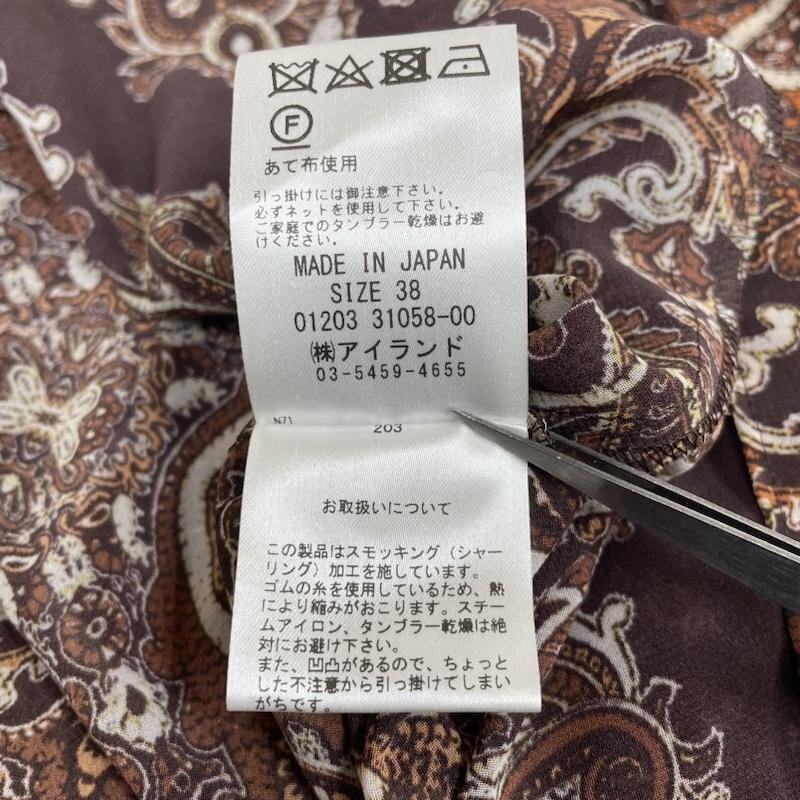 F
あて布使用
引っ掛けには御注意下さい。
必ずネットを使用して下さい。
ご家庭でのタンブラー乾燥はお避
けください。
MADE IN JAPAN
SIZE 38
01203 31058-00
㈱アイランド
03-5459-4655
N71 203
お取扱いについて
この製品はスモッキング（シャー
リング）加工を施しています。
ゴムの糸を使用しているため、熱
により縮みがおこります。スチー
ムアイロン、タンブラー乾燥は絶
対にお避け下さい。
また、凹凸があるので、ちょっと
した不注意から引っ掛けてしまい
がちです。